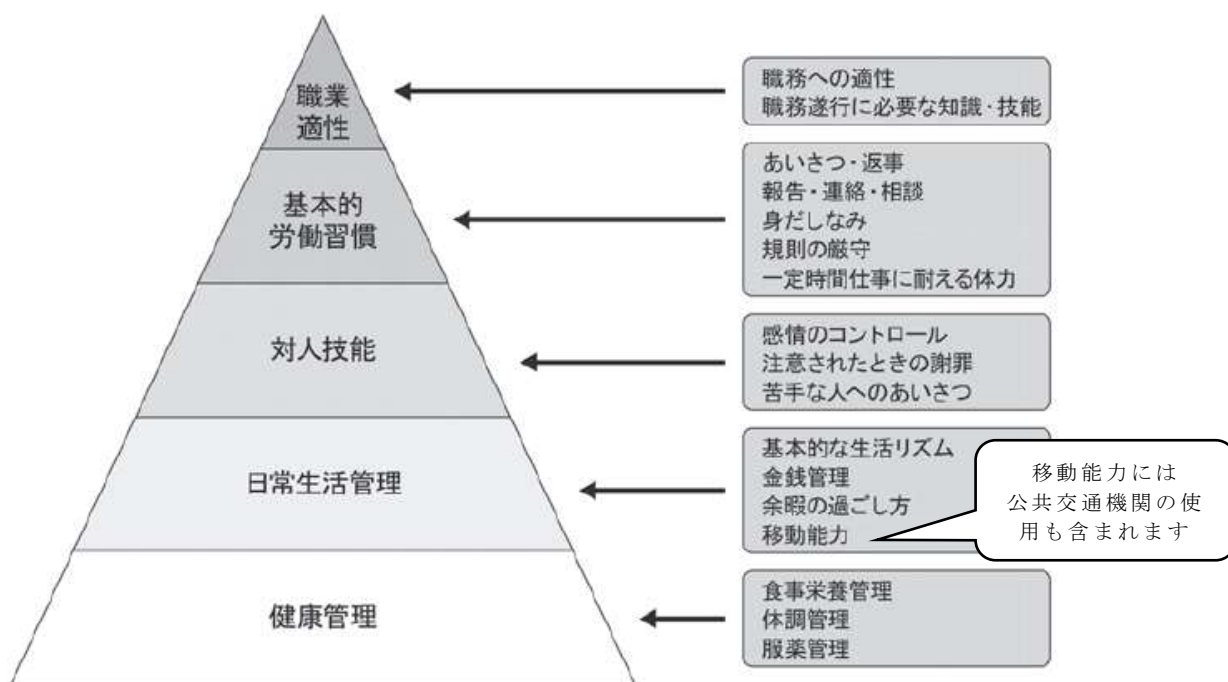 職業
適性
職務への適性
職務遂行に必要な知識・技能
基本的
労働習慣
あいさつ・返事
報告・連絡・相談
身だしなみ
規則の厳守
一定時間仕事に耐える体力
対人技能
感情のコントロール
注意されたときの謝罪
苦手な人へのあいさつ
日常生活管理
基本的な生活リズム
金銭管理
余暇の過ごし方
移動能力
移動能力には
公共交通機関の使
用も含まれます
健康管理
食事栄養管理
体調管理
服薬管理